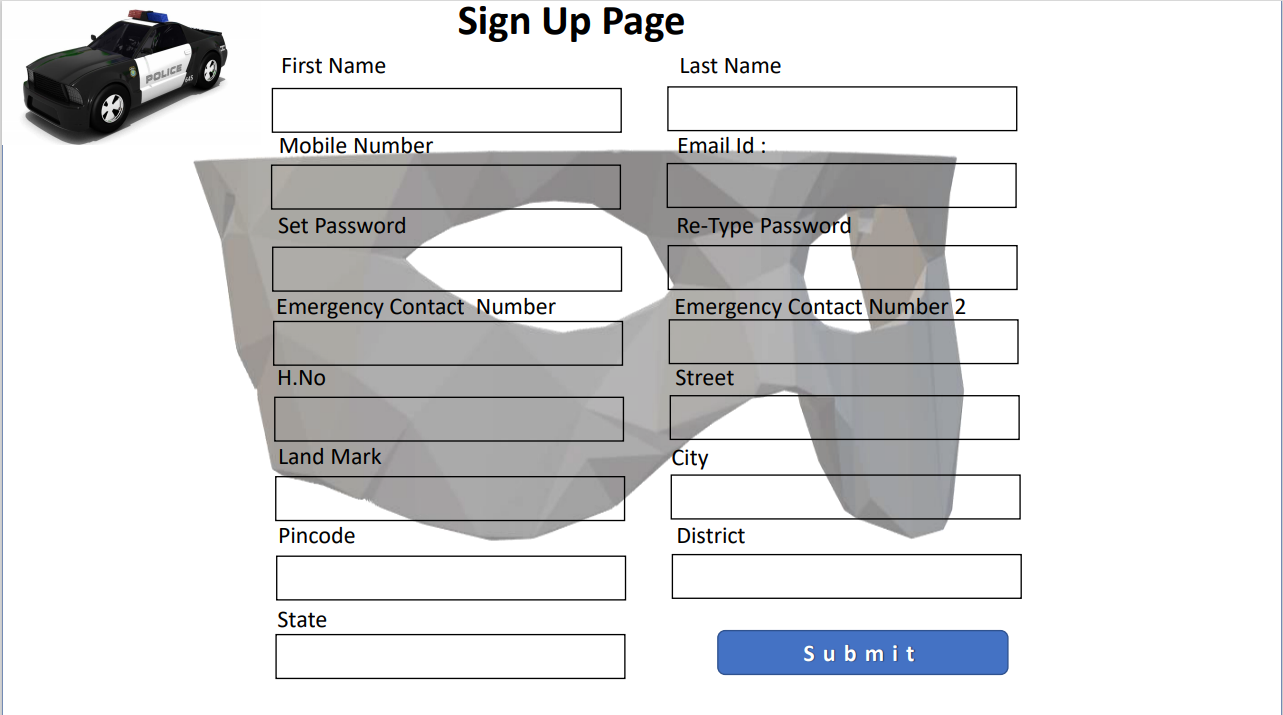 Sign Up Page
POLICE
645
First Name
Last Name
Mobile Number
Email Id :
Set Password
Re-Type Password
Emergency Contact  Number
Emergency Contact Number 2
H.No
Street
Land Mark
City
Pincode
District
State
Submit